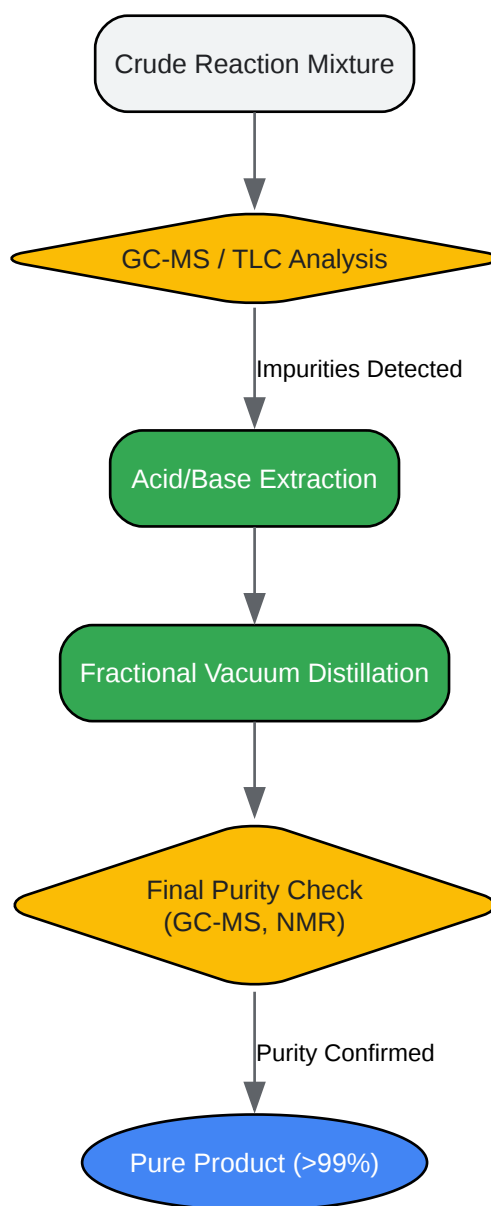 Crude Reaction Mixture
GC-MS / TLC Analysis
Impurities Detected
Acid/Base Extraction
Fractional Vacuum Distillation
Final Purity Check
(GC-MS, NMR)
Purity Confirmed
Pure Product (>99%)